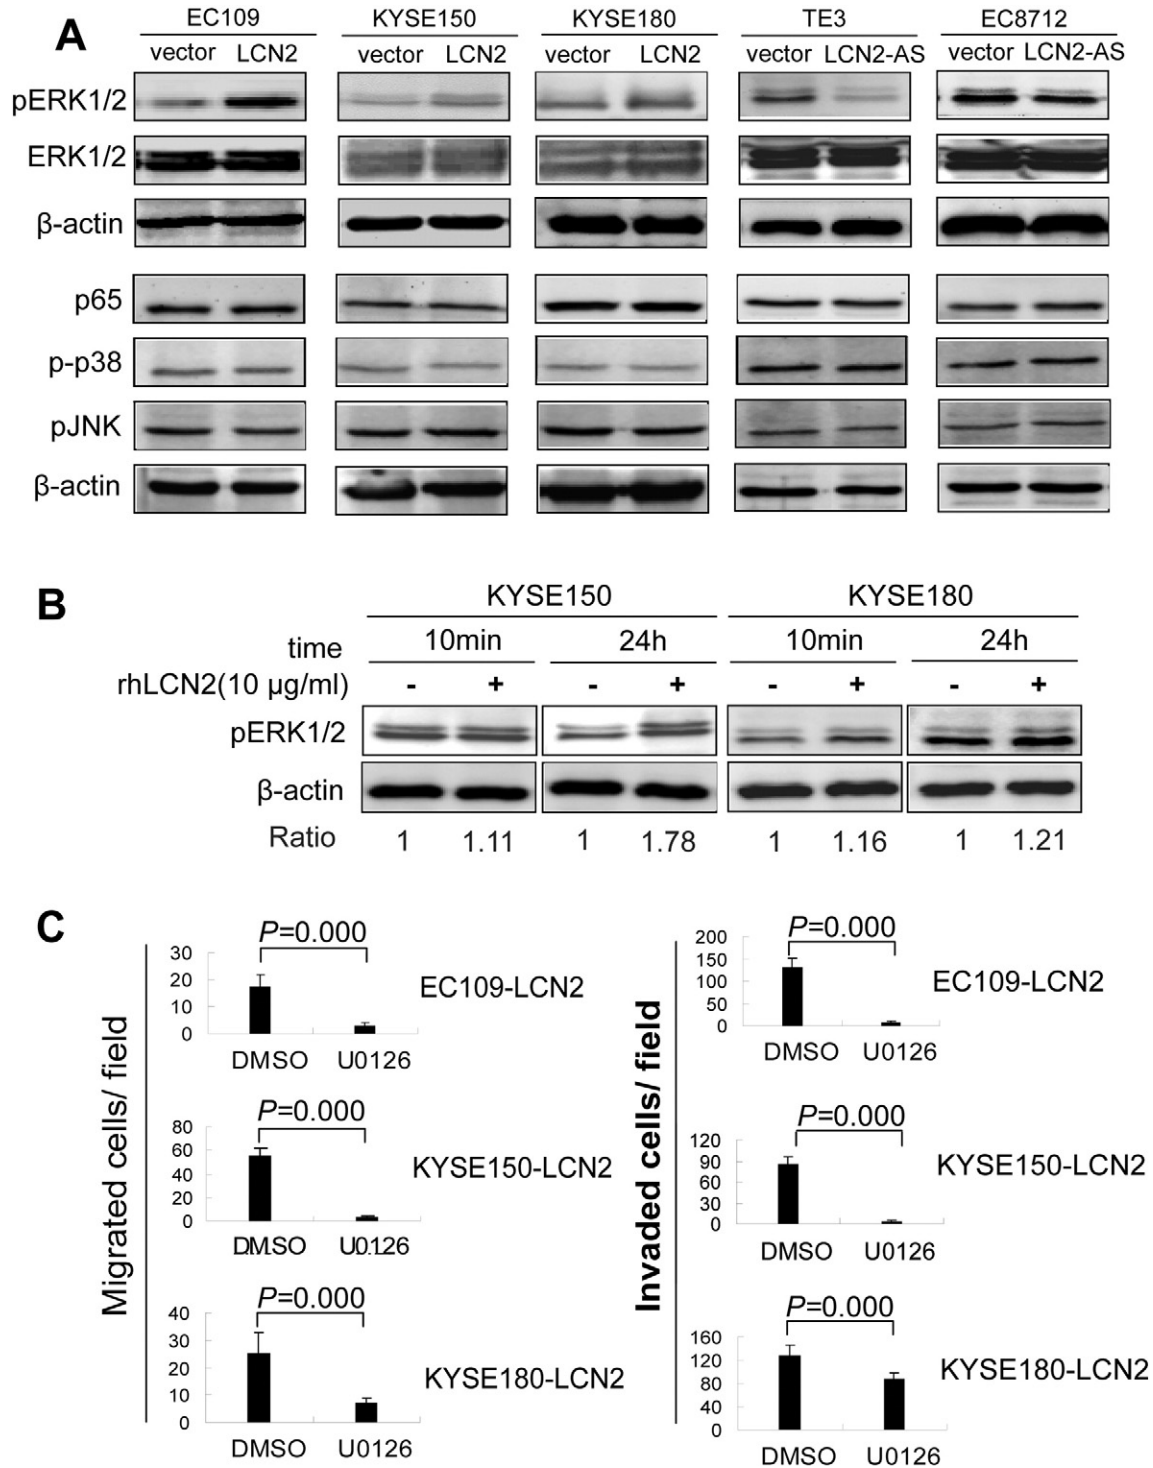 A
EC109 KYSE150 KYSE180 TE3 EC8712
vector LCN2 vector LCN2 vector LCN2 vector LCN2-AS vector LCN2-AS
pERK1/2
ERK1/2
β-actin
p65
p-p38
pJNK
β-actin
B
KYSE150 KYSE180
time 10min 24h 10min 24h
rhLCN2(10 μg/ml) - + - + - + - +
pERK1/2
β-actin
Ratio 1 1.11 1 1.78 1 1.16 1 1.21
C
Migrated cells/ field
P=0.000
30
20
10
0
EC109-LCN2
DMSO U0126
P=0.000
80
60
40
20
0
KYSE150-LCN2
DMSO U0126
P=0.000
40
30
20
10
0
KYSE180-LCN2
DMSO U0126
Invaded cells/ field
P=0.000
200
150
100
50
0
EC109-LCN2
DMSO U0126
P=0.000
120
90
60
30
0
KYSE150-LCN2
DMSO U0126
P=0.000
160
120
80
40
0
KYSE180-LCN2
DMSO U0126